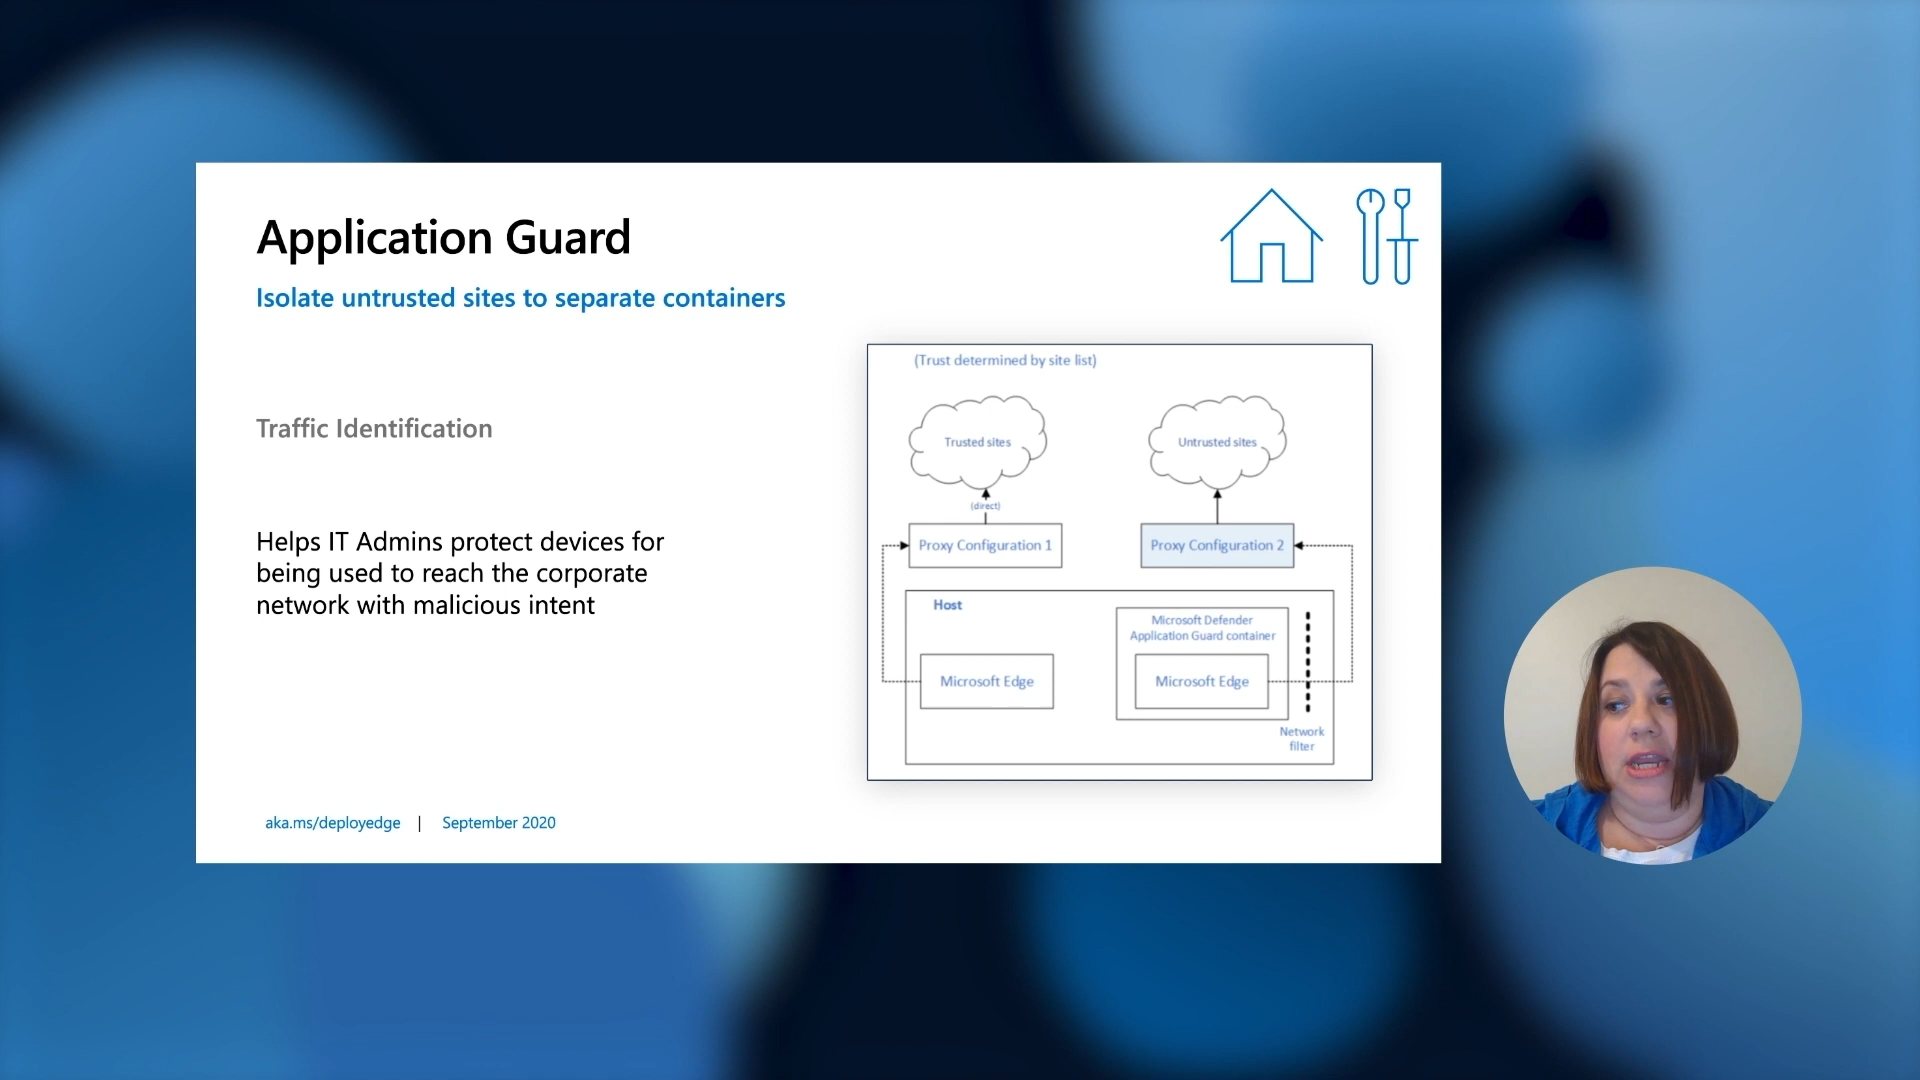 Application Guard
Isolate untrusted sites to separate containers
Traffic Identification
Helps IT Admins protect devices for
being used to reach the corporate
network with malicious intent
(Trust determined by site list)
Trusted sites
Untrusted sites
(direct)
Proxy Configuration 1
Proxy Configuration 2
Host
Microsoft Defender
Application Guard container
Microsoft Edge
Microsoft Edge
Network
filter
aka.ms/deployedge | September 2020